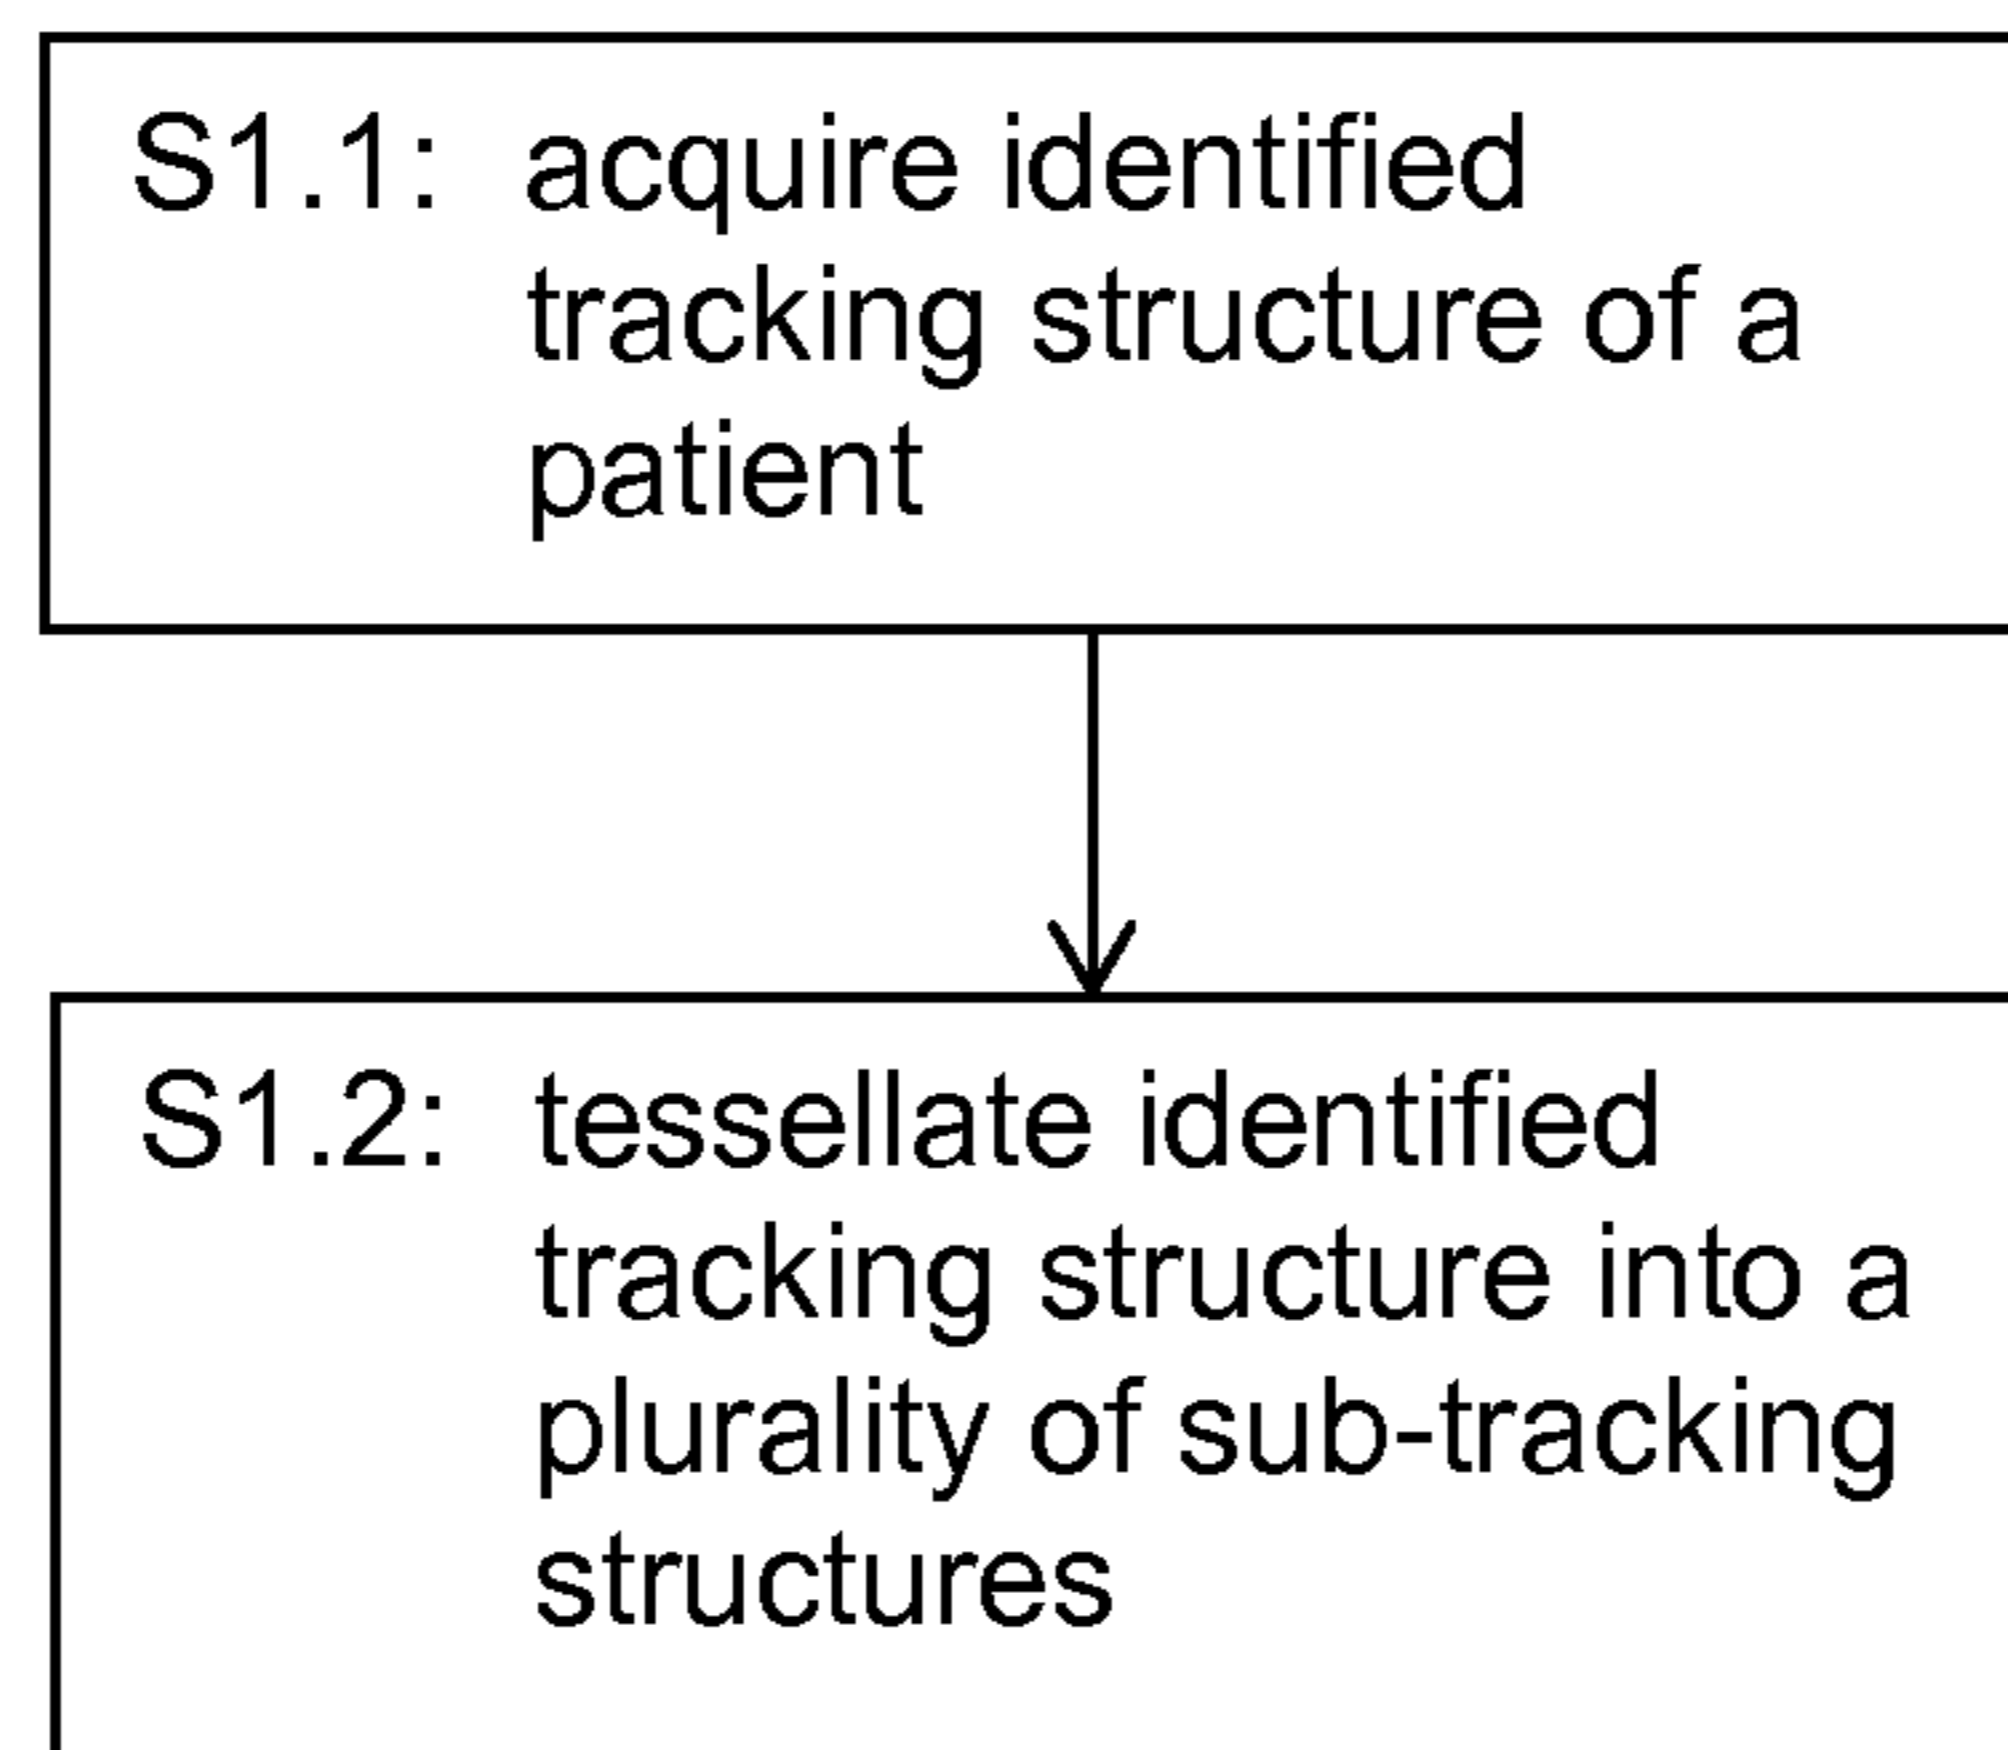 S1.1: acquire identified
tracking structure of a
patient
S1.2: tessellate identified
tracking structure into a
plurality of sub-tracking
structures